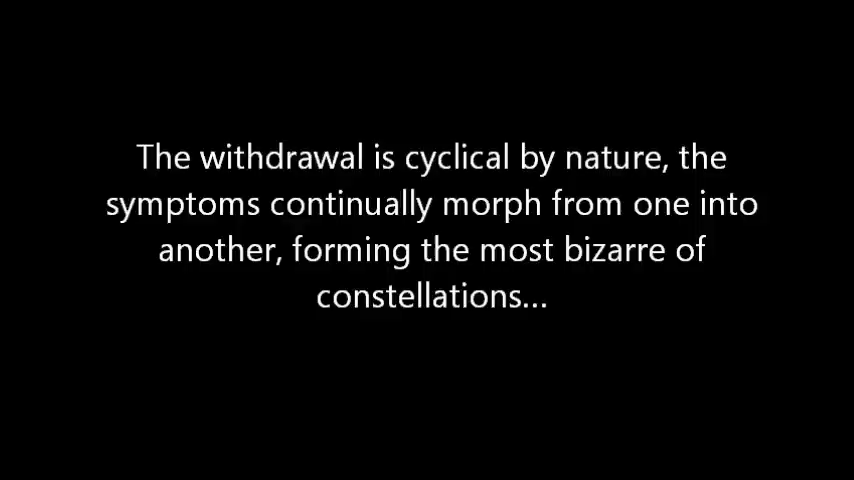 The withdrawal is cyclical by nature, the
symptoms continually morph from one into
another, forming the most bizarre of
constellations...